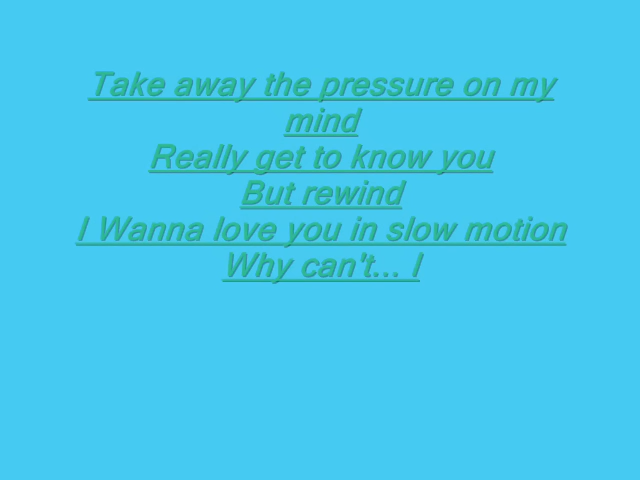 Take away the pressure on my
mind
Really get to know you
But rewind
I Wanna love you in slow motion
Why can't... I